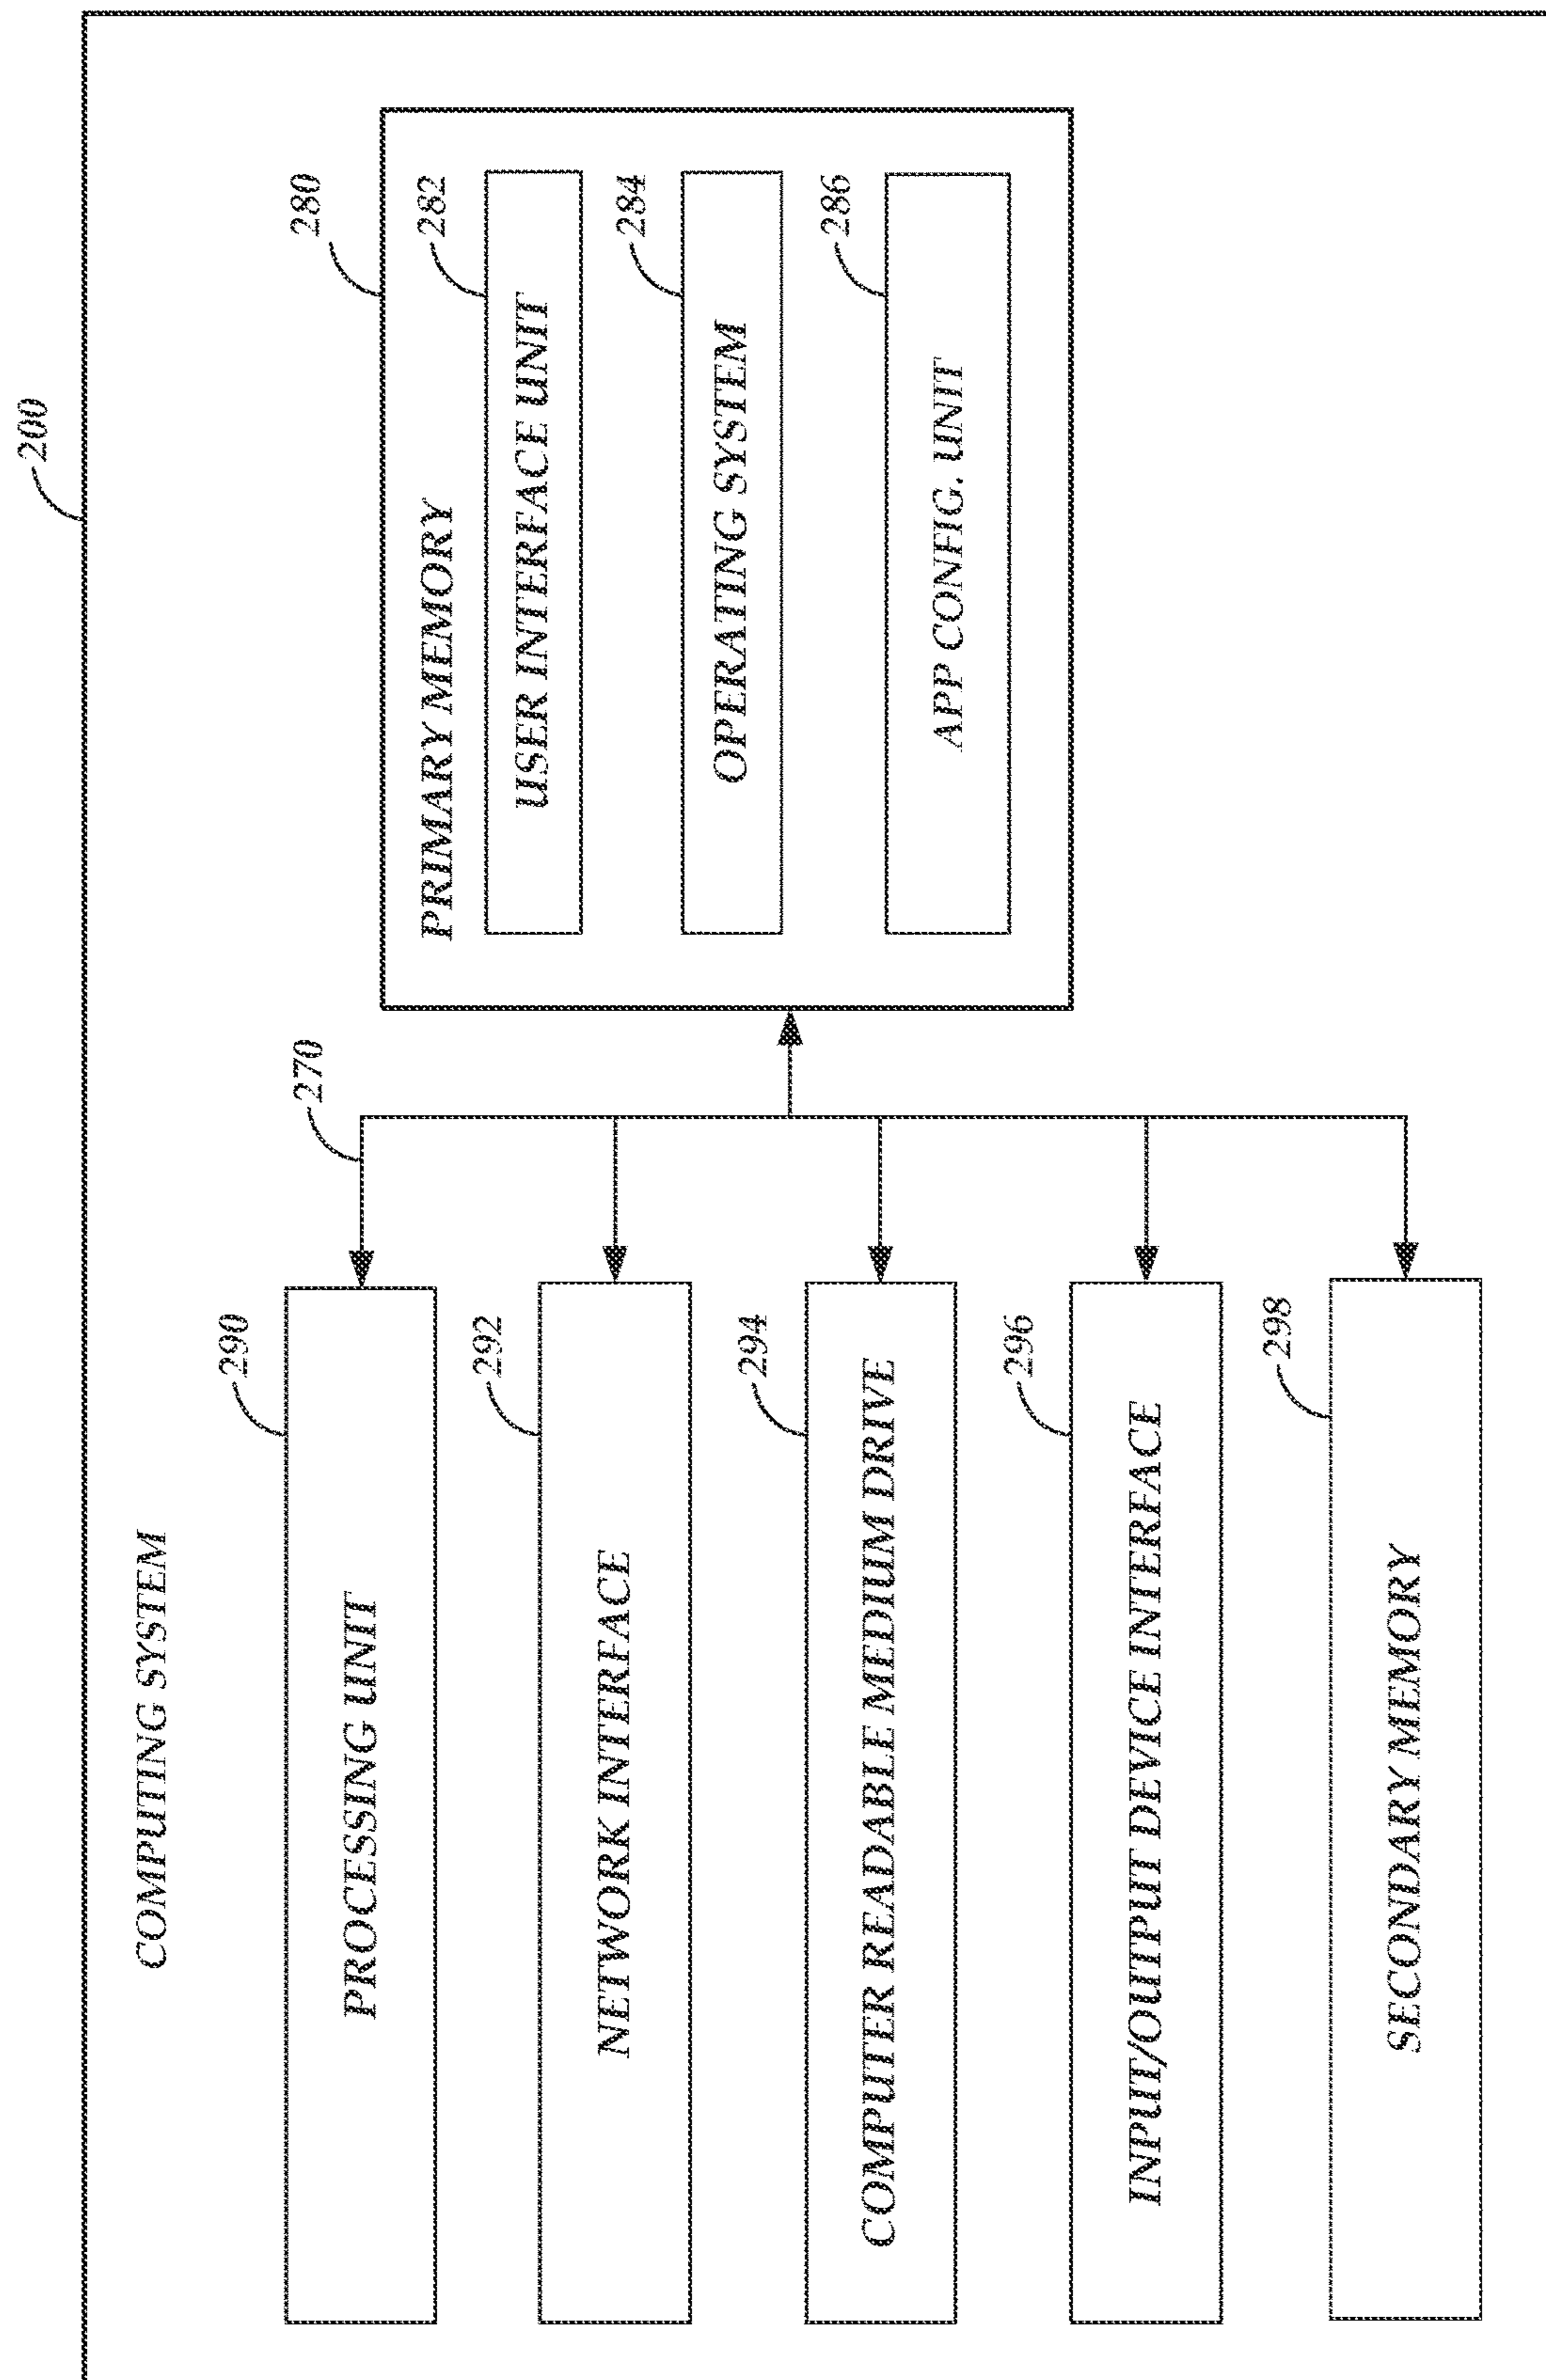 200
COMPUTING SYSTEM
290
PROCESSING UNIT
292
NETWORK INTERFACE
294
COMPUTER READABLE MEDIUM DRIVE
296
INPUT/OUTPUT DEVICE INTERFACE
298
SECONDARY MEMORY
270
280
PRIMARY MEMORY
282
USER INTERFACE UNIT
284
OPERATING SYSTEM
286
APP CONFIG. UNIT